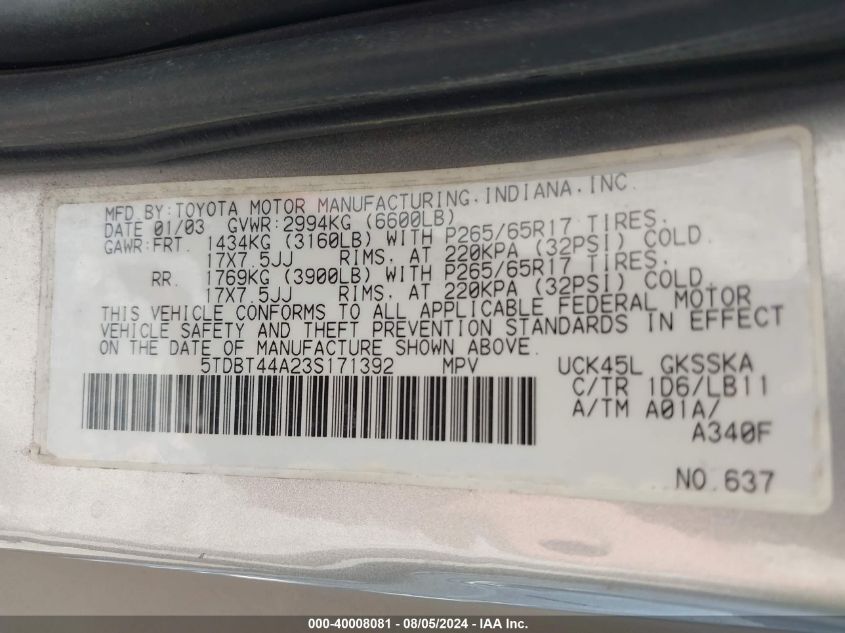 MFD.BY:TOYOTA MOTOR MANUFACTURING.INDIANA.INC.
DATE 01/03 GVWR:2994KG (6600LB)
GAWR:FRT. 1434KG (3160LB) WITH P265/65R17 TIRES.
17X7.5JJ RIMS. AT 220KPA (32PSI) COLD.
RR. 1769KG (3900LB) WITH P265/65R17 TIRES.
17X7.5JJ RIMS. AT 220KPA (32PSI) COLD.
THIS VEHICLE CONFORMS TO ALL APPLICABLE FEDERAL MOTOR
VEHICLE SAFETY AND THEFT PREVENTION STANDARDS IN EFFECT
ON THE DATE OF MANUFACTURE SHOWN ABOVE.
5TDBT44A23S171392 MPV UCK45L GKSSKA
C/TR 1D6/LB11
A/TM A01A/
A340F
NO.637
000-40008081 - 08/05/2024 - IAAI Inc.